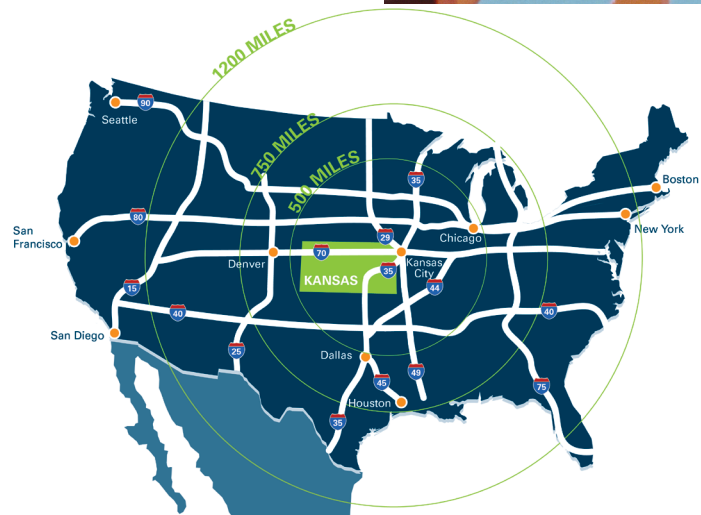 1200 MILES
750 MILES
500 MILES
90
Seattle
Boston
35
80
New York
San
Francisco
29
Chicago
70
Denver
Kansas
City
KANSAS
35
44
15
40
40
San Diego
25
Dallas
49
45
75
Houston
35